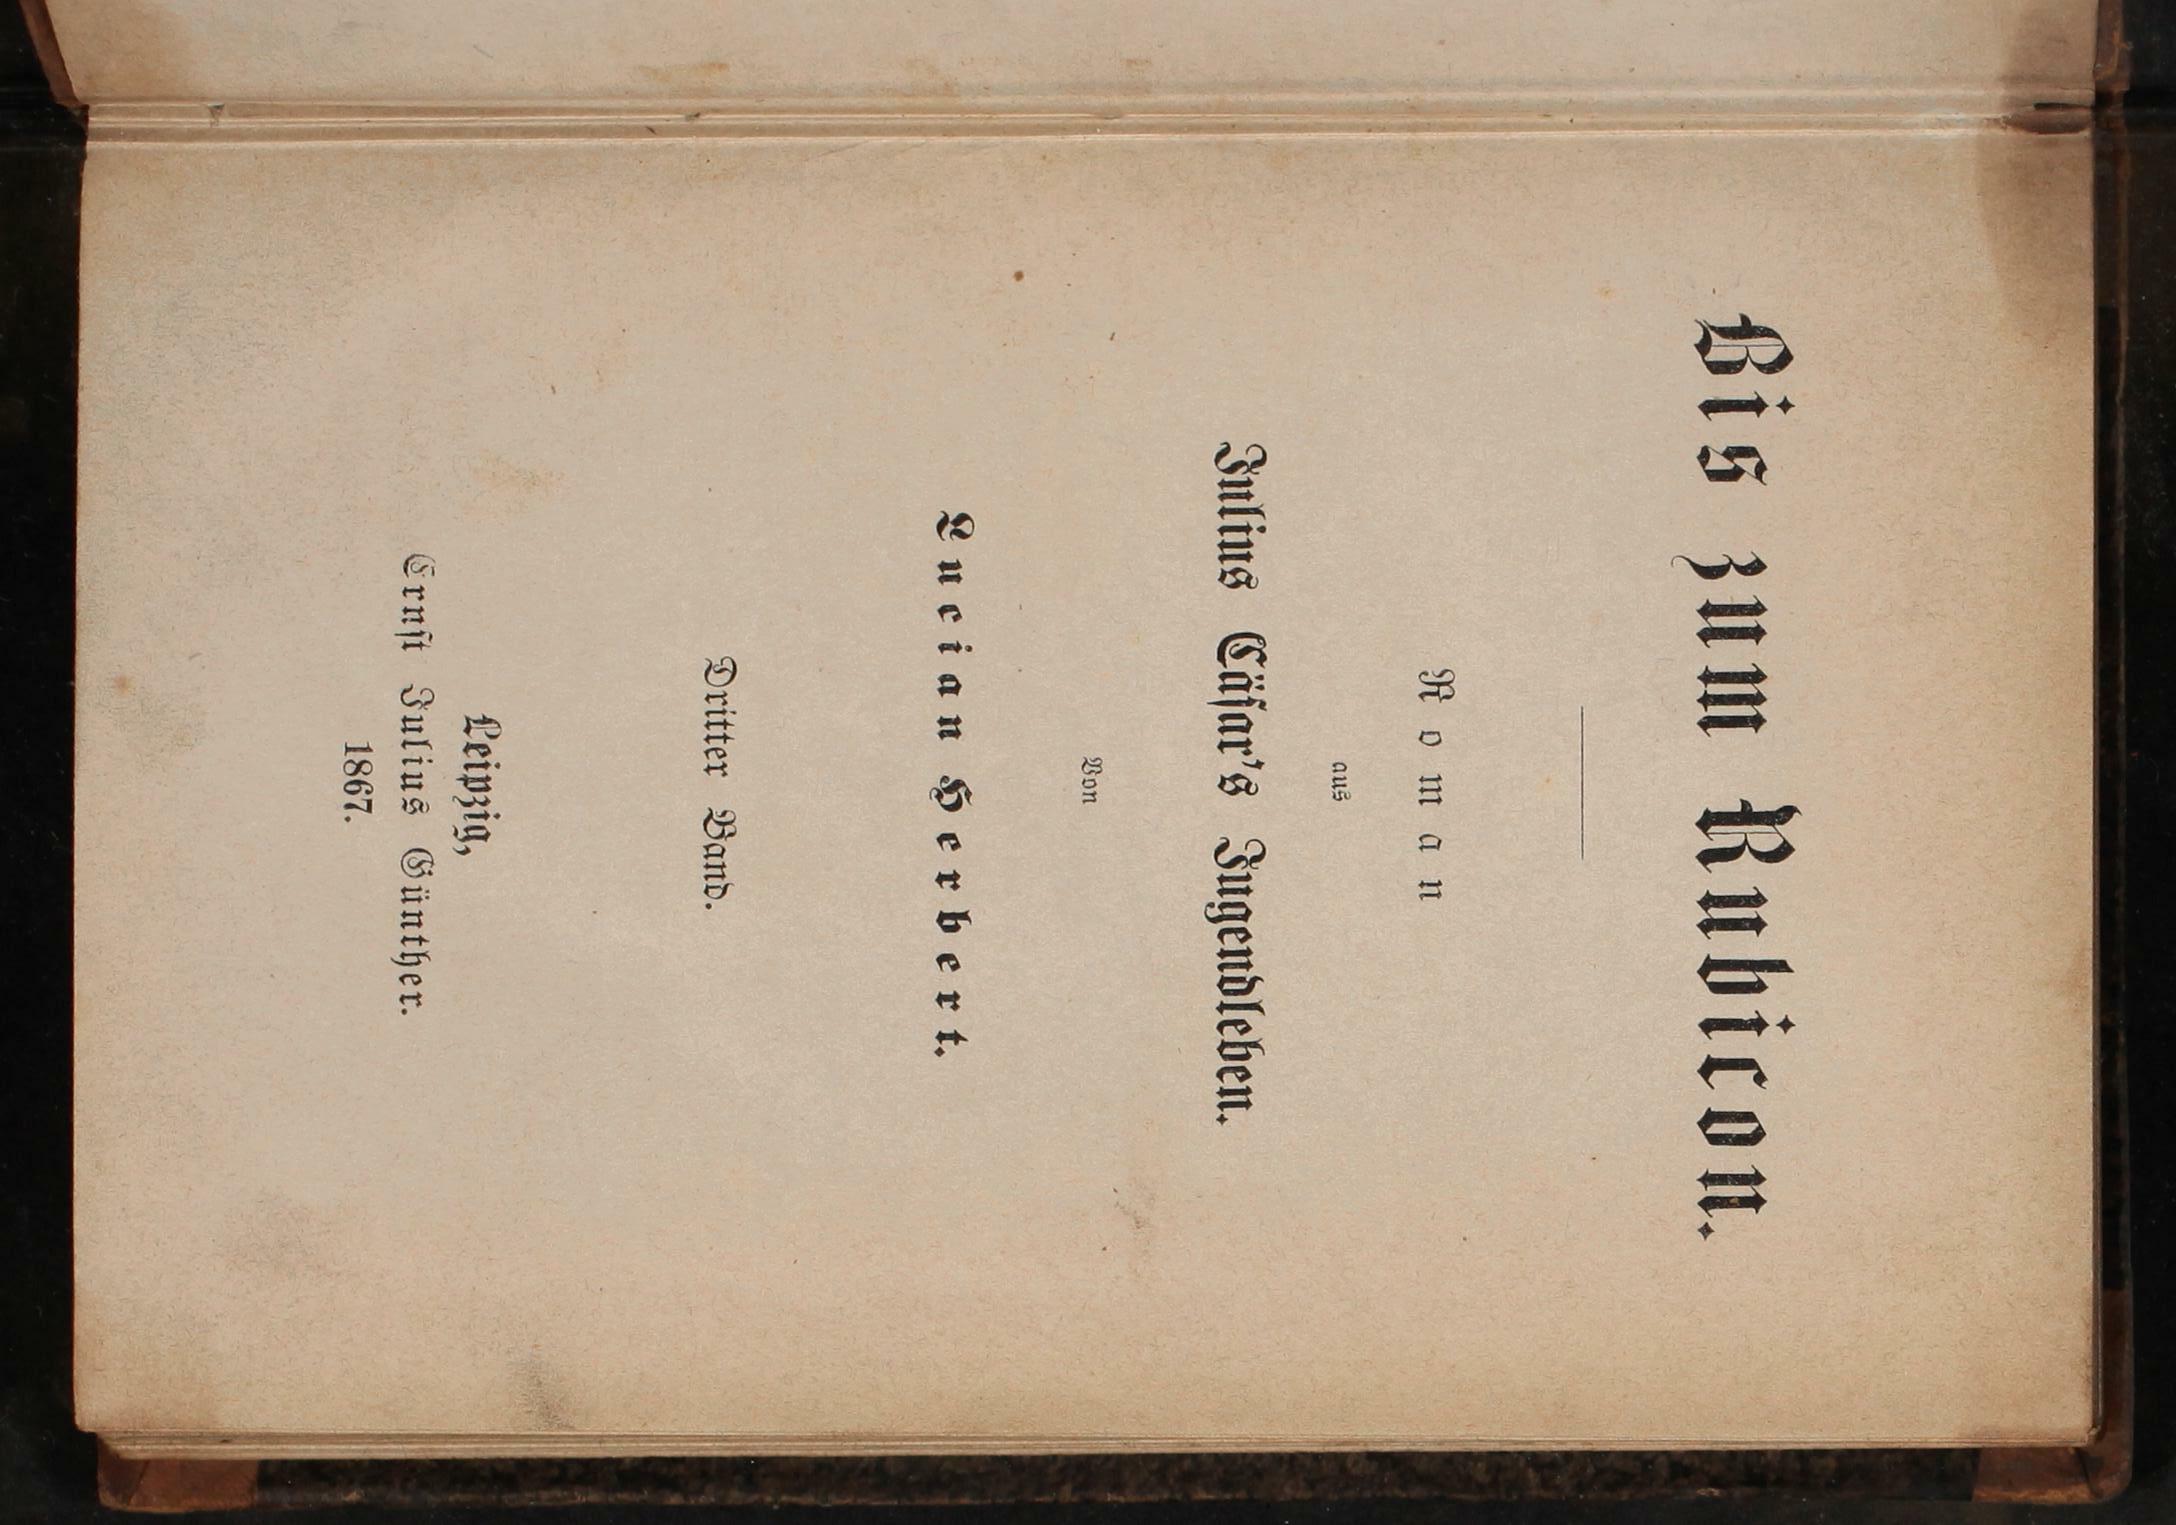 Bis zum Rubicon.
Roman
aus
Julius Cäsar's Jugendleben.
Von
Lucian Herbert.
Dritter Band.
Leipzig,
Ernst Julius Günther.
1867.